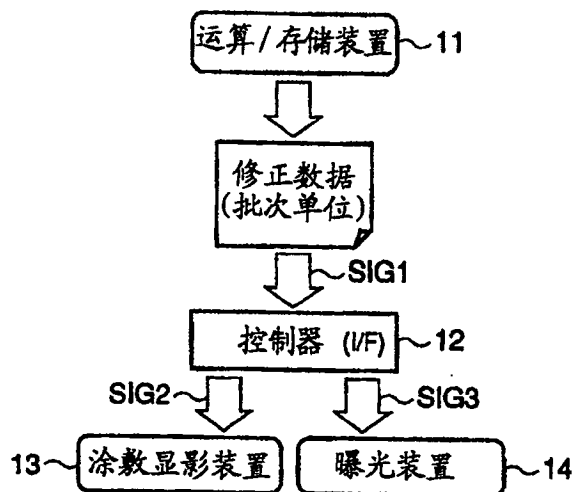 运算/存储装置 11
修正数据
(批次单位)
SIG1
控制器 (I/F) 12
SIG2 SIG3
13 涂敷显影装置 曝光装置 14